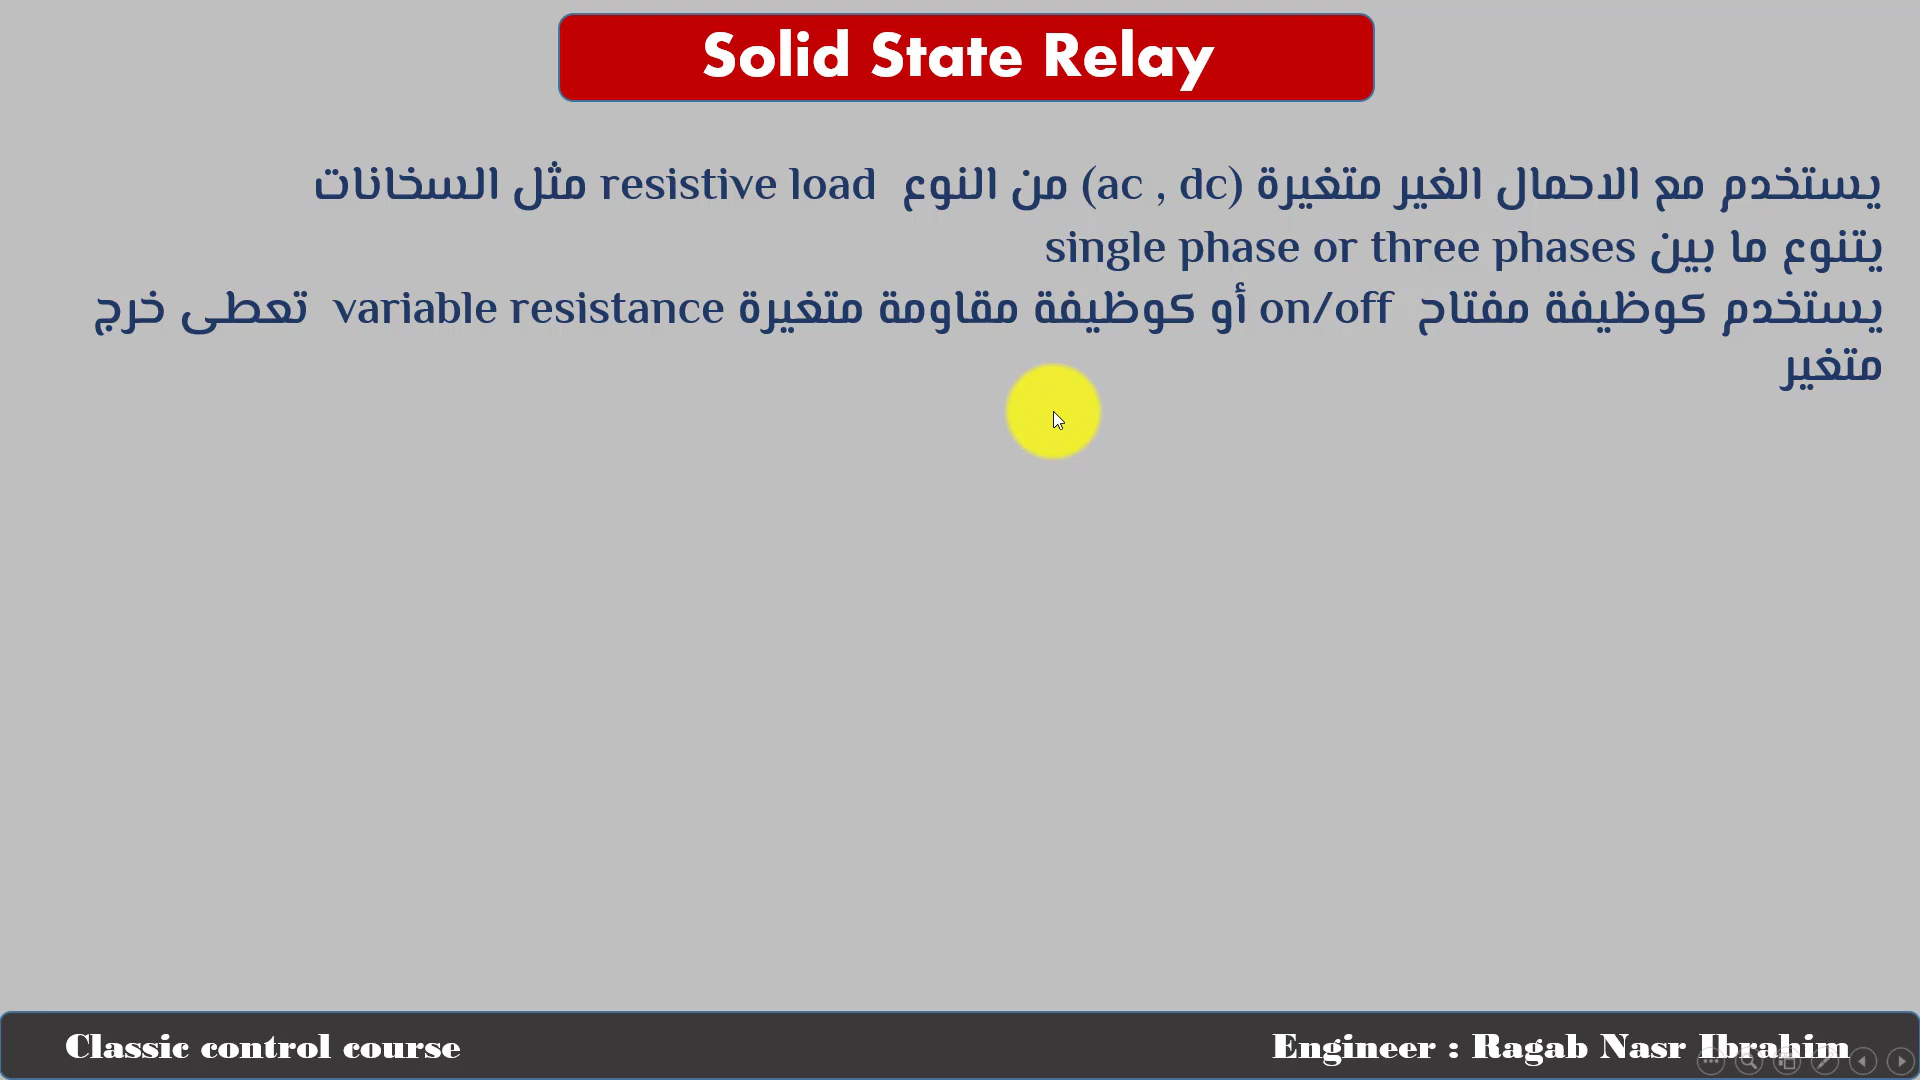 Solid State Relay
يستخدم مع الاحمال الغير متغيرة (ac , dc) من النوع resistive load مثل السخانات
يتنوع ما بين single phase or three phases
يستخدم كوظيفة مفتاح on/off أو كوظيفة مقاومة متغيرة variable resistance تعطى خرج
متغير
Classic control course
Engineer : Ragab Nasr Ibrahim